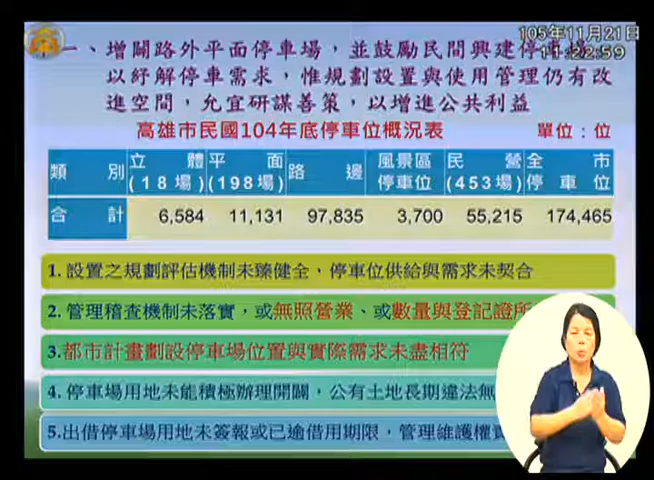 105年11月21日
11:22:59
一、增闢路外平面停車場，並鼓勵民間興建停車場
以紓解停車需求，惟規劃設置與使用管理仍有改
進空間，允宜研謀善策，以增進公共利益
高雄市民國104年底停車位概況表 單位：位
類別 立體(18場) 平面(198場) 路邊 風景區停車位 民營(453場) 全市停車位
合計 6,584 11,131 97,835 3,700 55,215 174,465
1. 設置之規劃評估機制未臻健全，停車位供給與需求未契合
2. 管理稽查機制未落實，或無照營業、或數量與登記證所
3.都市計畫劃設停車場位置與實際需求未盡相符
4. 停車場用地未能積極辦理開闢，公有土地長期違法無
5.出借停車場用地未簽報或已逾借用期限，管理維護權責